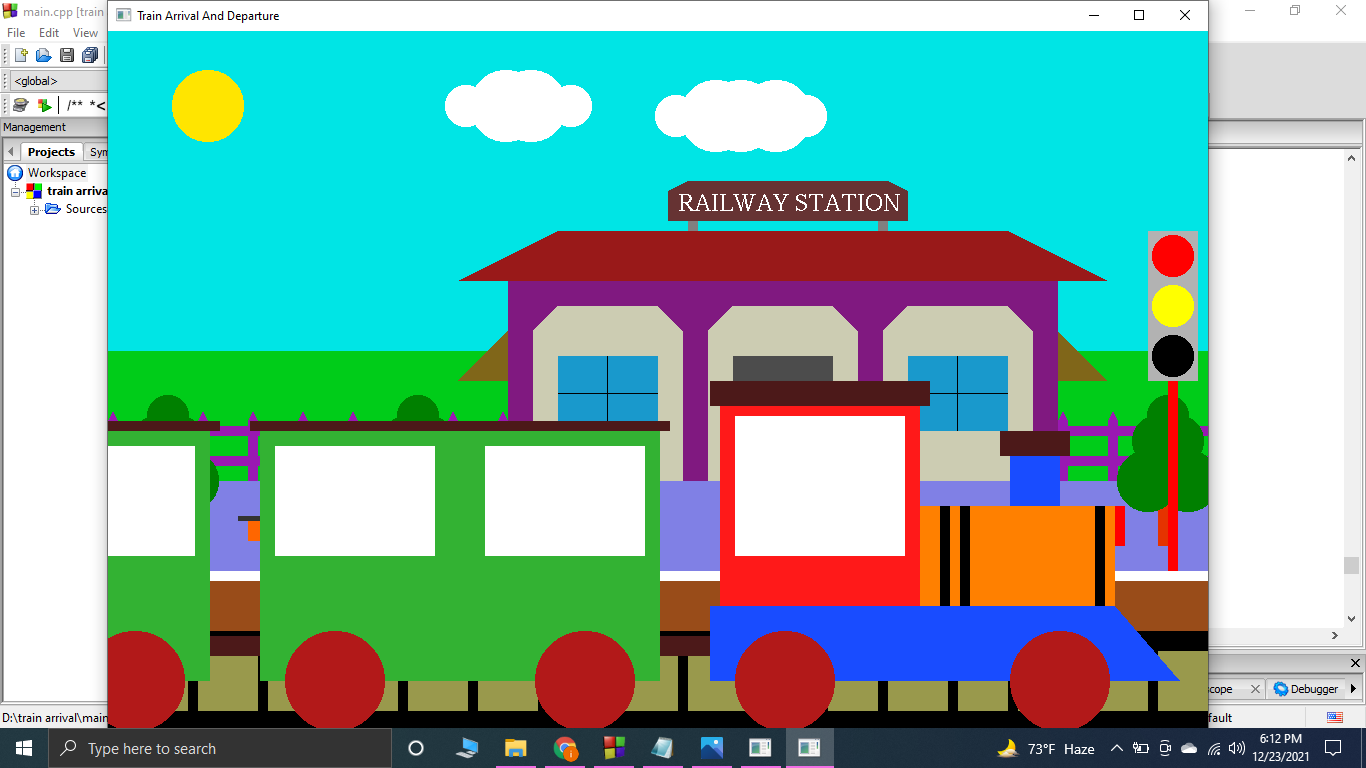 main.cpp [train
Train Arrival And Departure
File Edit View
<global>
/** *<
Management
Projects Sym
Workspace
train arriva
Sources
RAILWAY STATION
scope Debugger
D:\train arrival\main
fault
Type here to search
73°F Haze
6:12 PM
12/23/2021